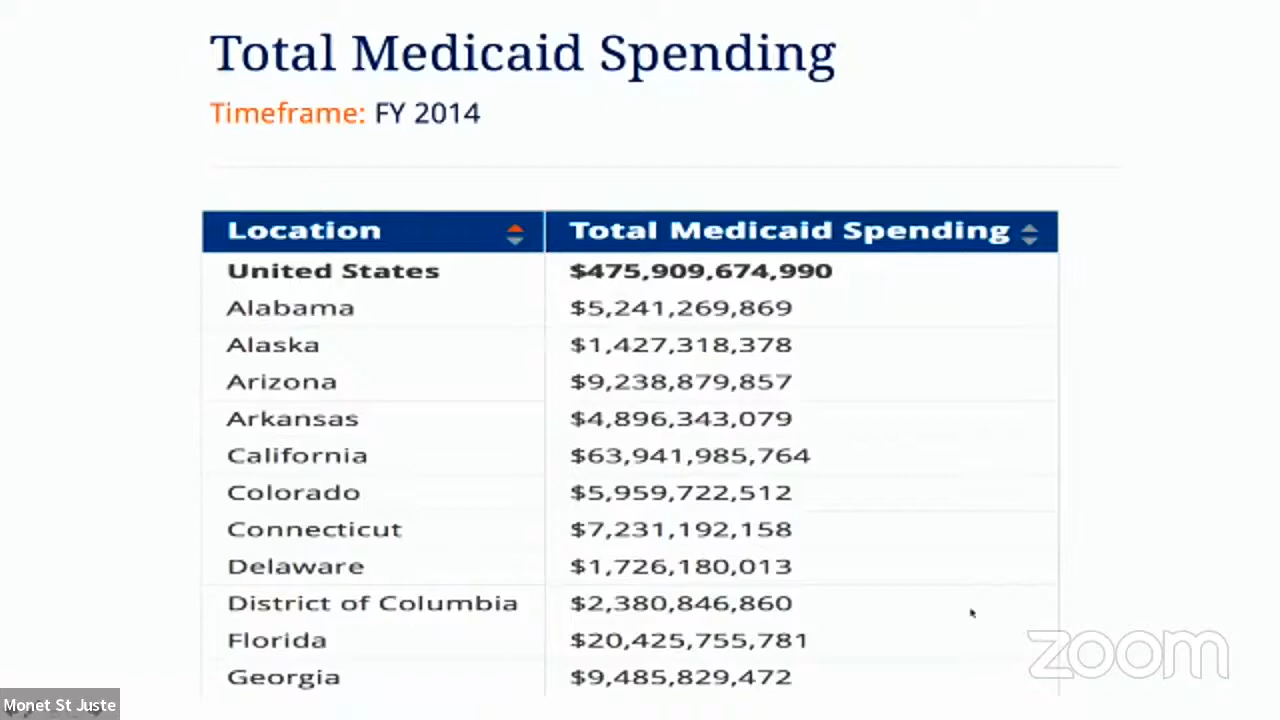 Total Medicaid Spending
Timeframe: FY 2014
Location Total Medicaid Spending
United States $475,909,674,990
Alabama $5,241,269,869
Alaska $1,427,318,378
Arizona $9,238,879,857
Arkansas $4,896,343,079
California $63,941,985,764
Colorado $5,959,722,512
Connecticut $7,231,192,158
Delaware $1,726,180,013
District of Columbia $2,380,846,860
Florida $20,425,755,781
Georgia $9,485,829,472
zoom
Monet St Juste